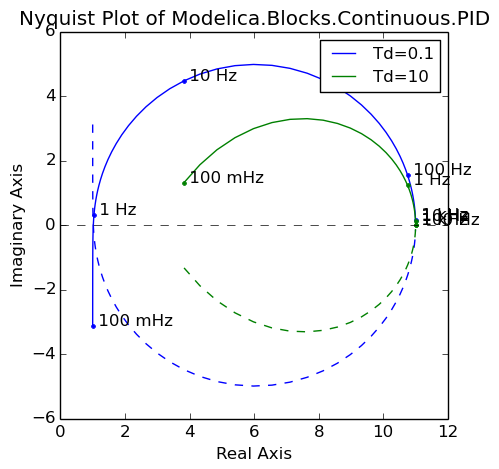 Nyquist Plot of Modelica.Blocks.Continuous.PID
6
4
2
0
−2
−4
−6
Imaginary Axis
Td=0.1
Td=10
10 Hz
100 Hz
1 Hz
100 mHz
1 Hz
100 mHz
0
2
4
6
8
10
12
Real Axis